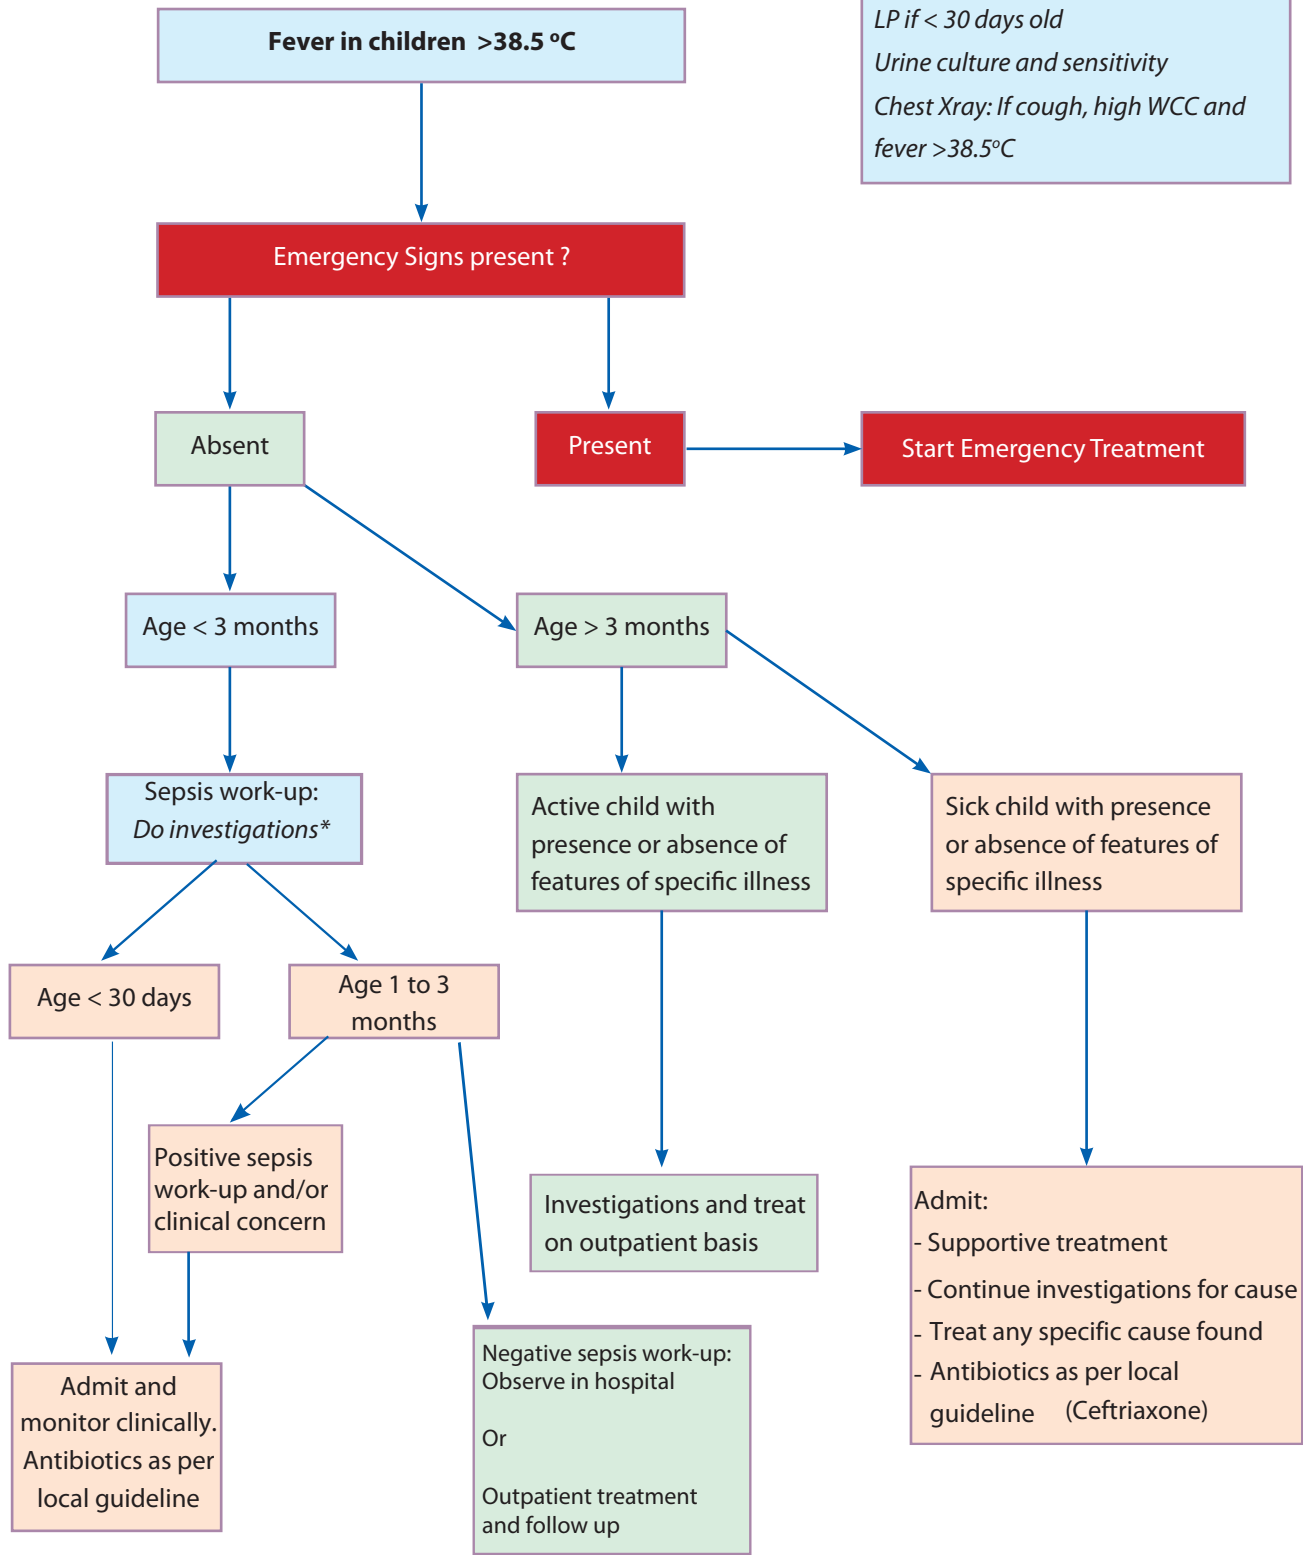 Fever in children >38.5 ºC
LP if < 30 days old
Urine culture and sensitivity
Chest Xray: If cough, high WCC and
fever >38.5ºC
Emergency Signs present ?
Absent
Present
Start Emergency Treatment
Age < 3 months
Age > 3 months
Sepsis work-up:
Do investigations*
Active child with
presence or absence of
features of specific illness
Sick child with presence
or absence of features of
specific illness
Age < 30 days
Age 1 to 3
months
Positive sepsis
work-up and/or
clinical concern
Investigations and treat
on outpatient basis
Admit:
- Supportive treatment
- Continue investigations for cause
- Treat any specific cause found
- Antibiotics as per local
guideline (Ceftriaxone)
Admit and
monitor clinically.
Antibiotics as per
local guideline
Negative sepsis work-up:
Observe in hospital
Or
Outpatient treatment
and follow up